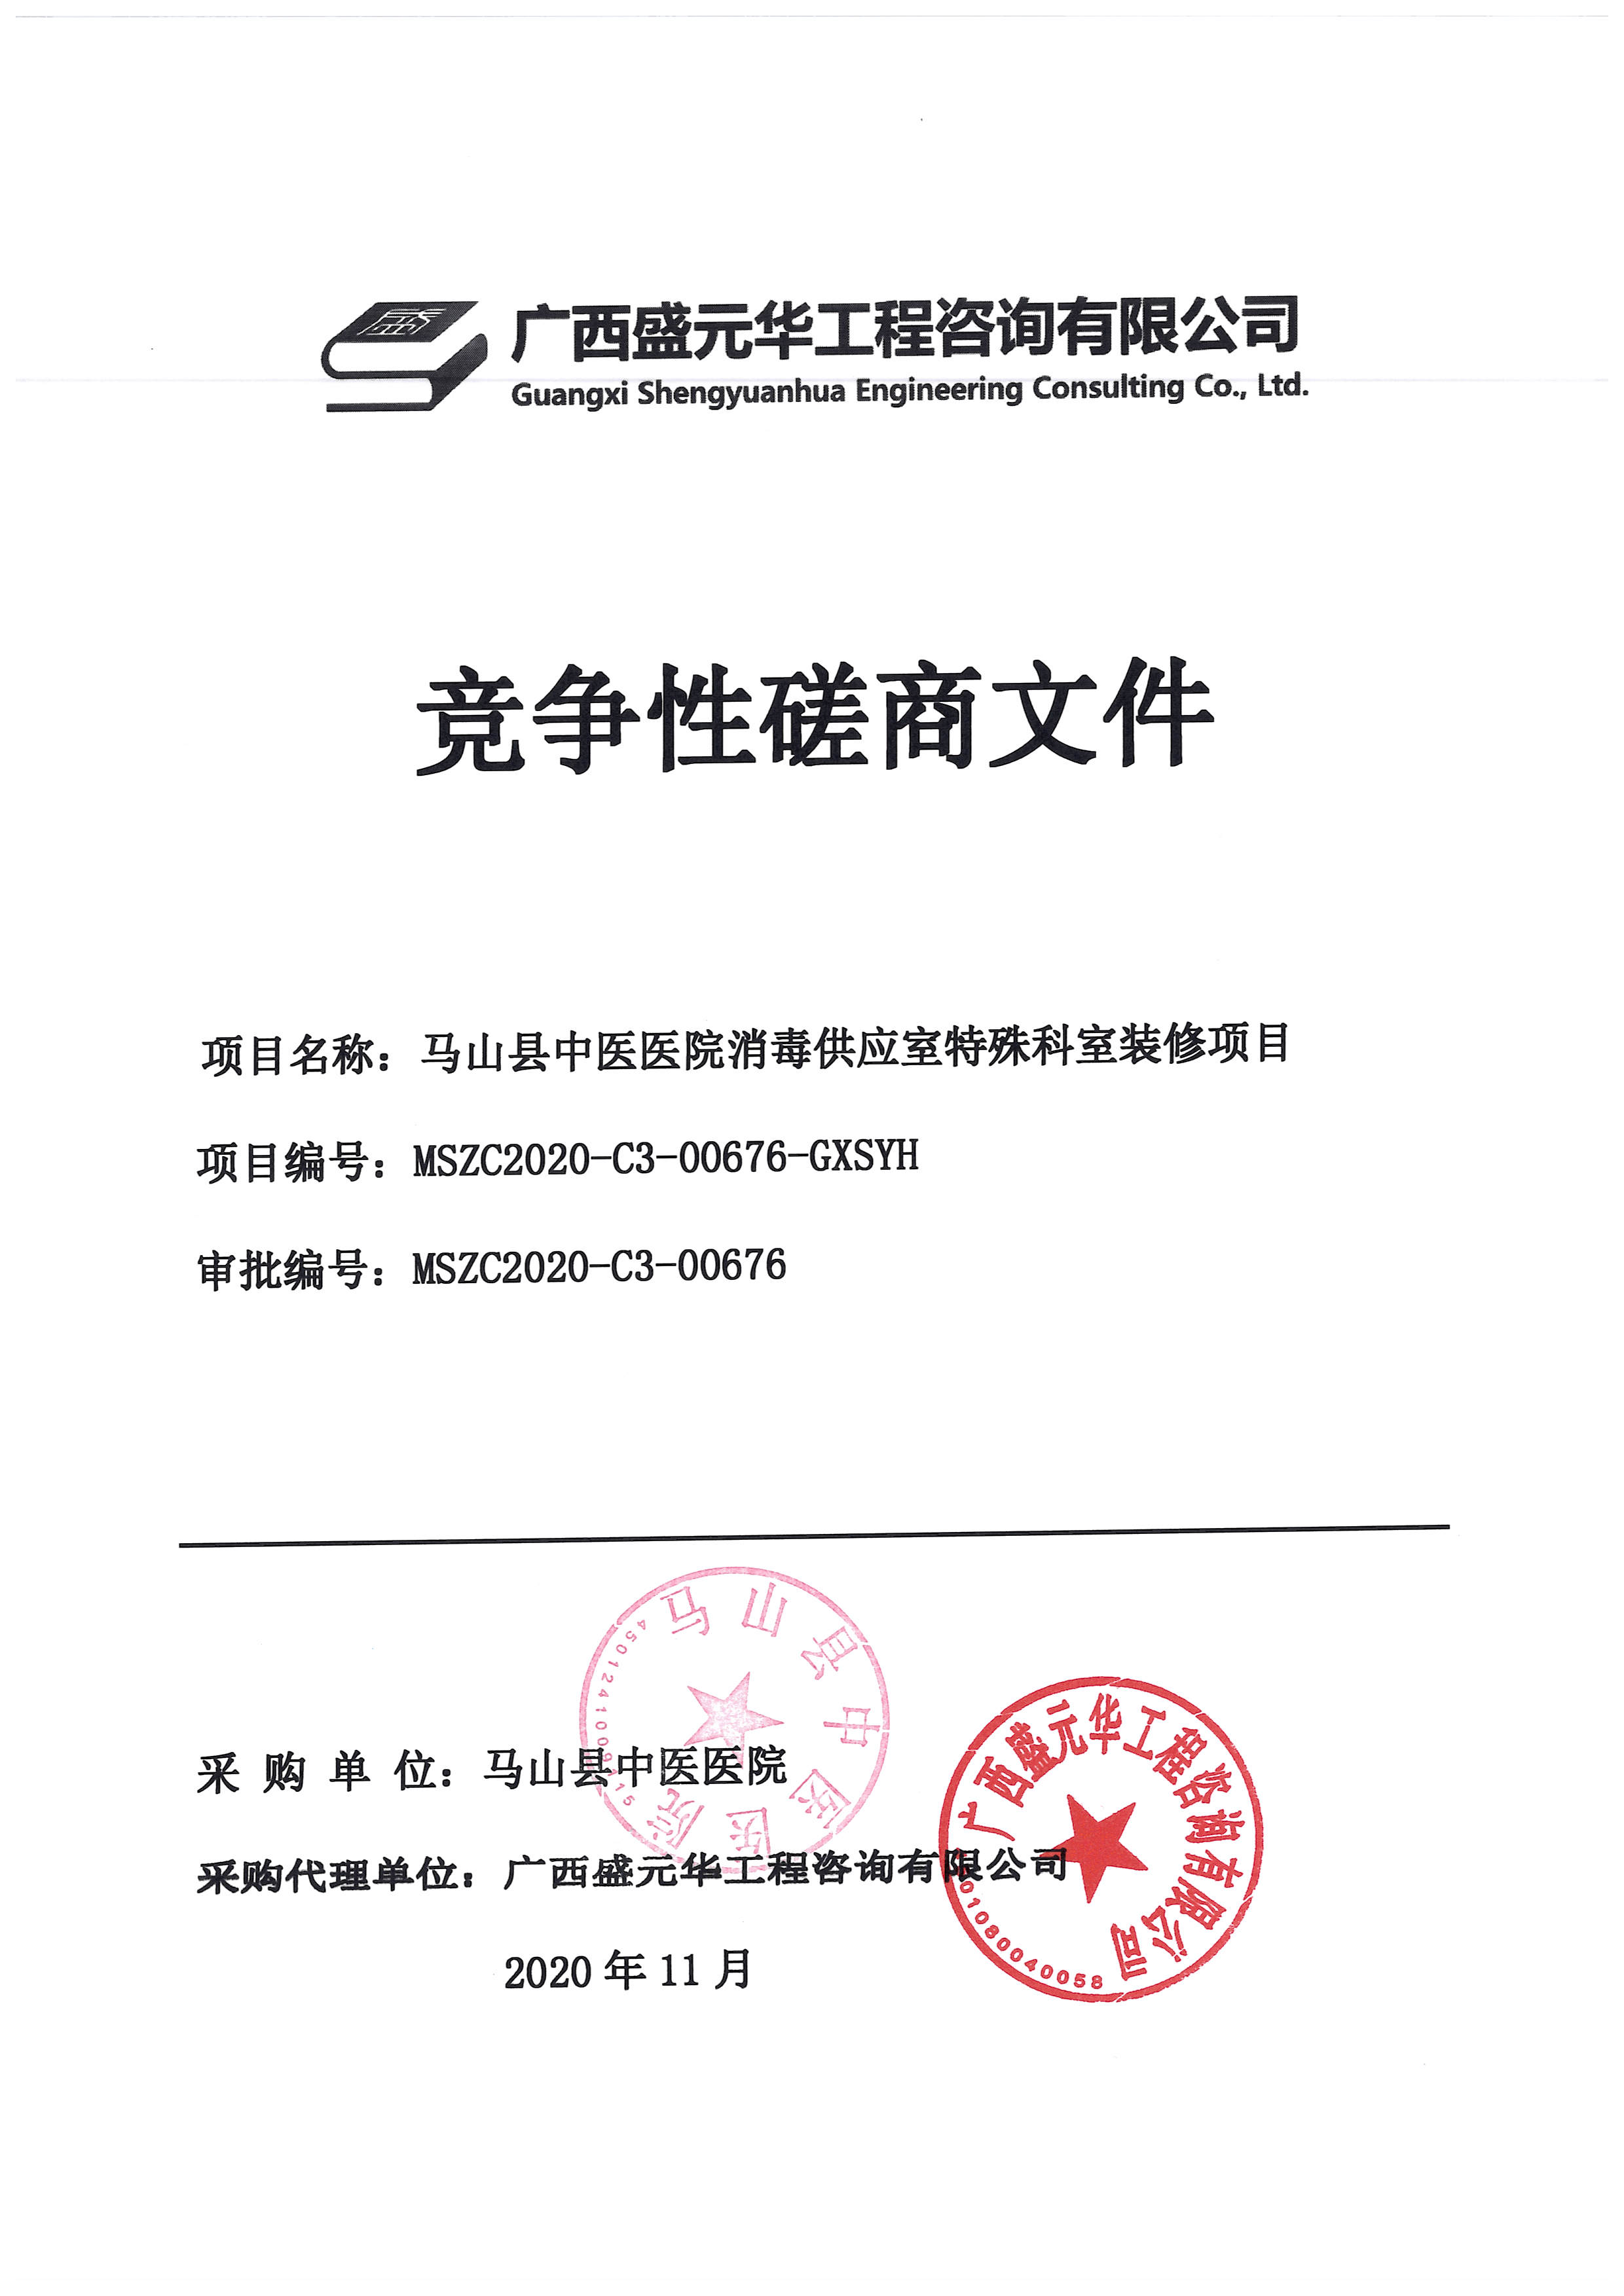 盛
广西盛元华工程咨询有限公司
Guangxi Shengyuanhua Engineering Consulting Co., Ltd.
竞争性磋商文件
项目名称：马山县中医医院消毒供应室特殊科室装修项目
项目编号：MSZC2020-C3-00676-GXSYH
审批编号：MSZC2020-C3-00676
马山县中医医院
采 购 单 位：马山县中医医院
广西盛元华工程咨询有限公司
采购代理单位：广西盛元华工程咨询有限公司
2020 年 11 月